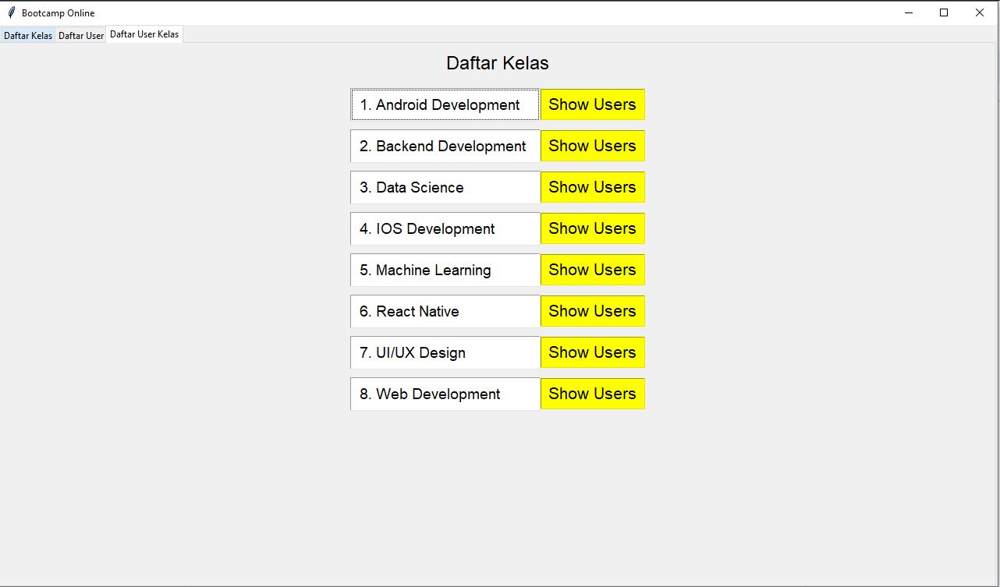 Bootcamp Online
Daftar Kelas Daftar User Daftar User Kelas
Daftar Kelas
1. Android Development Show Users
2. Backend Development Show Users
3. Data Science Show Users
4. IOS Development Show Users
5. Machine Learning Show Users
6. React Native Show Users
7. UI/UX Design Show Users
8. Web Development Show Users